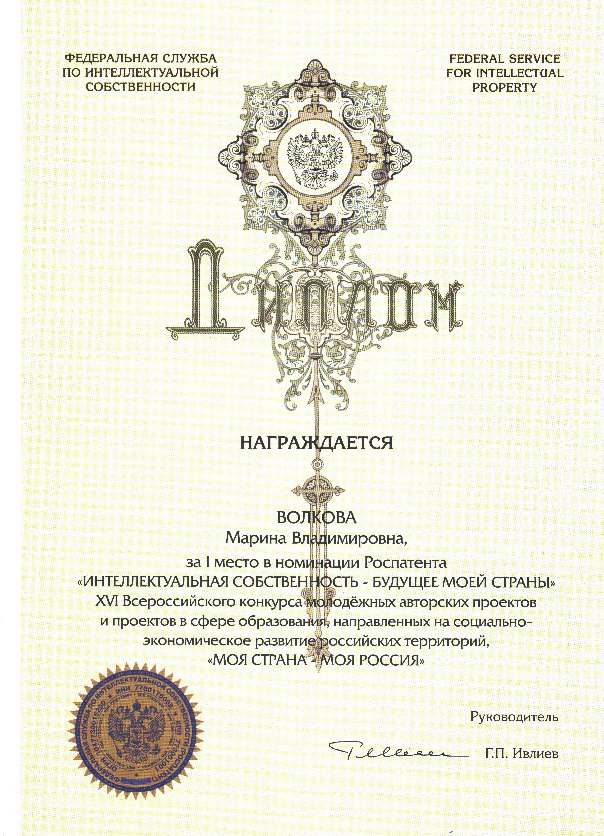 ФЕДЕРАЛЬНАЯ СЛУЖБА
ПО ИНТЕЛЛЕКТУАЛЬНОЙ
СОБСТВЕННОСТИ
FEDERAL SERVICE
FOR INTELLECTUAL
PROPERTY
Диплом
НАГРАЖДАЕТСЯ
ВОЛКОВА
Марина Владимировна,
за I место в номинации Роспатента
«ИНТЕЛЛЕКТУАЛЬНАЯ СОБСТВЕННОСТЬ - БУДУЩЕЕ МОЕЙ СТРАНЫ»
XVI Всероссийского конкурса молодёжных авторских проектов
и проектов в сфере образования, направленных на социально-
экономическое развитие российских территорий,
«МОЯ СТРАНА - МОЯ РОССИЯ»
Руководитель
Г.П. Ивлиев